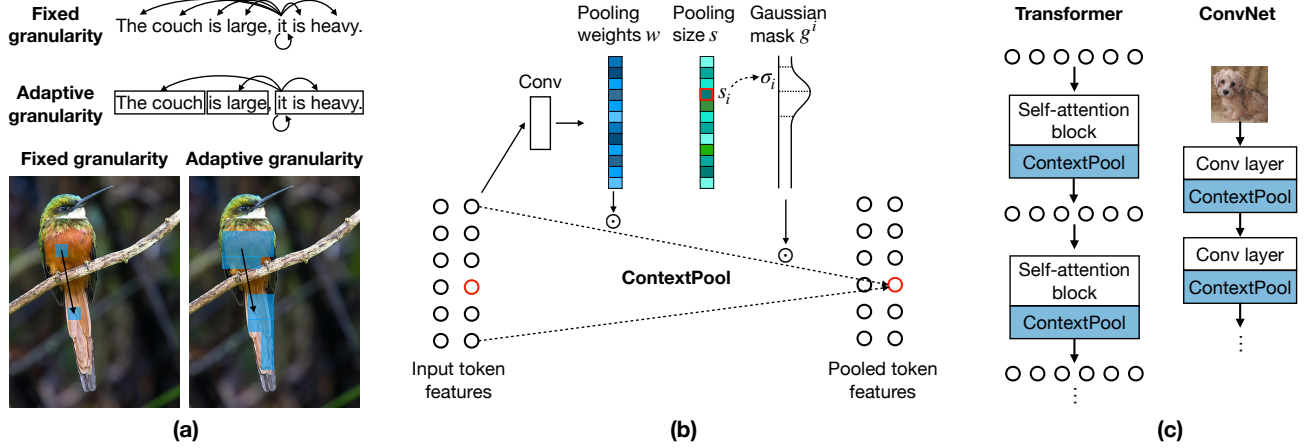 Fixed
granularity
The couch is large, it is heavy.
Adaptive
granularity
The couch is large, it is heavy.
Fixed granularity
Adaptive granularity
(a)
Pooling
weights w
Pooling
size s
Gaussian
mask g^i
Conv
s_i
σ_i
ContextPool
Input token
features
Pooled token
features
(b)
Transformer
Self-attention
block
ContextPool
Self-attention
block
ContextPool
ConvNet
Conv layer
ContextPool
Conv layer
ContextPool
(c)